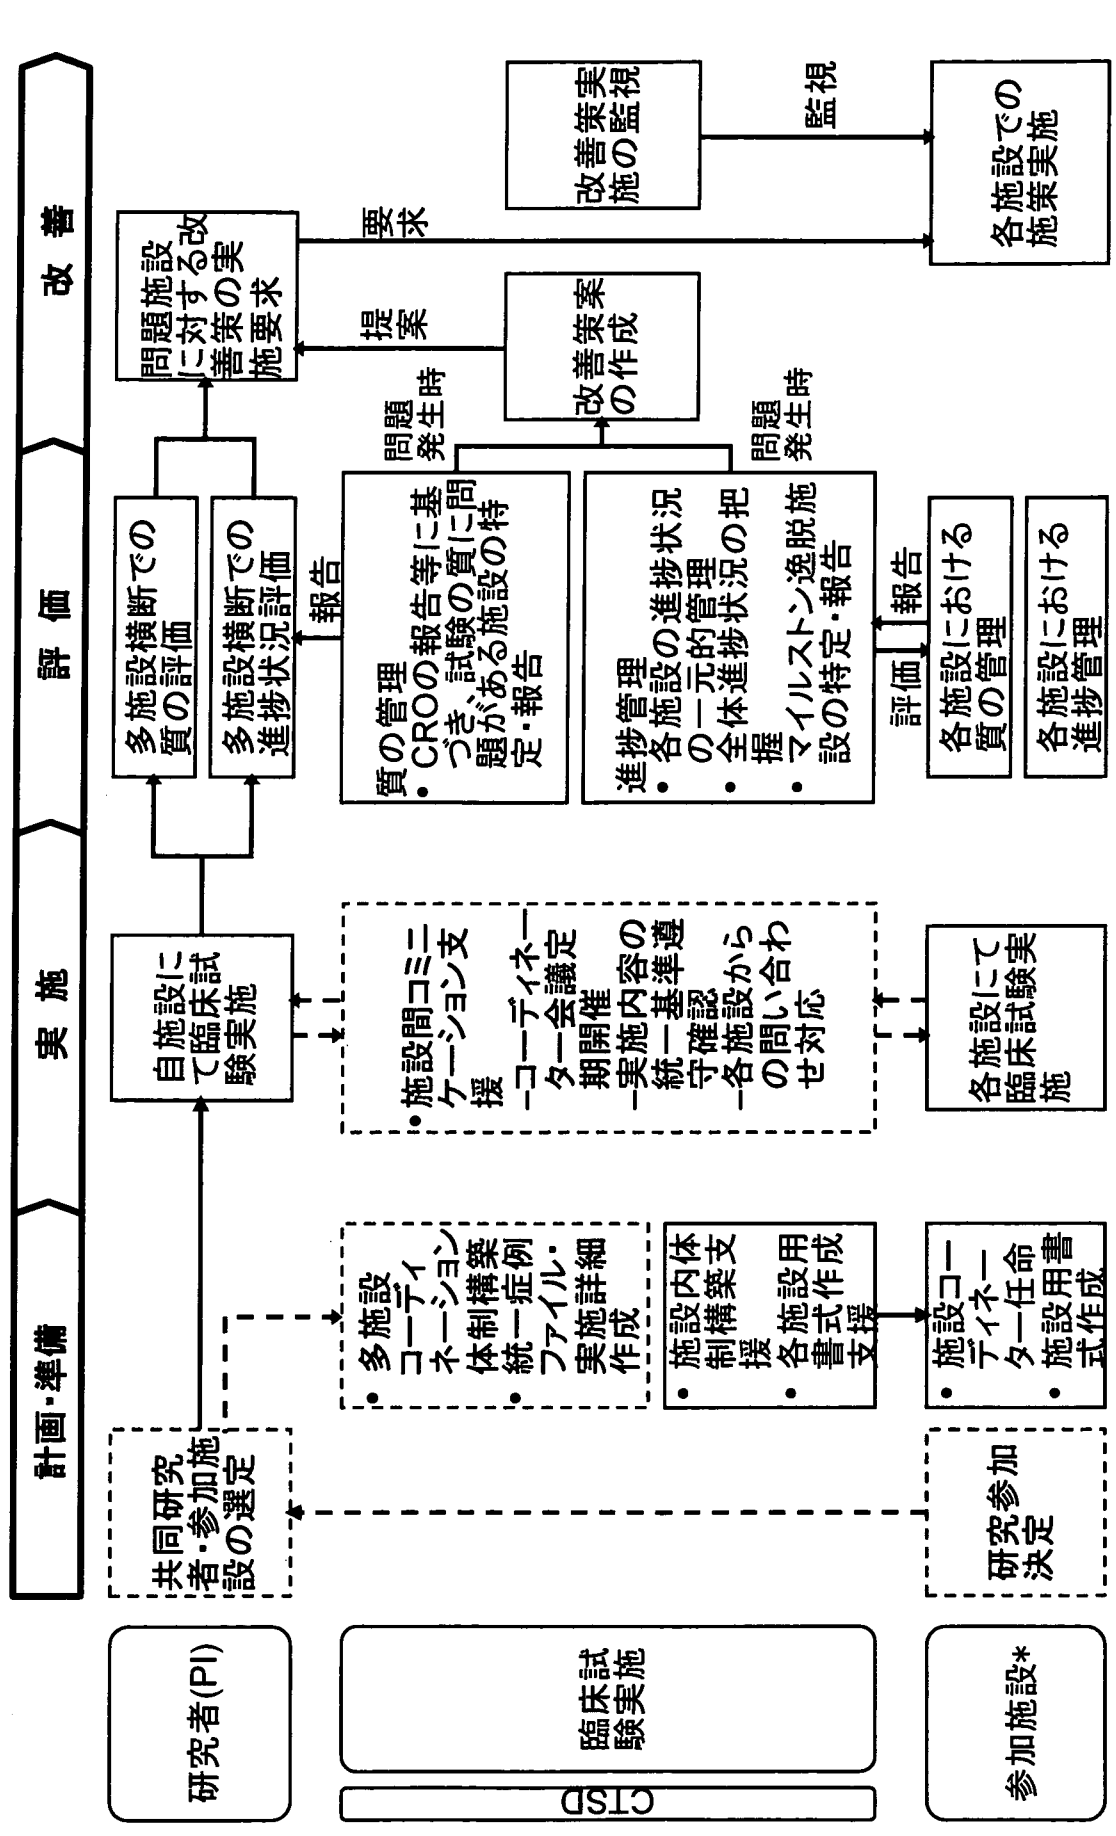 計画・準備
実施
評価
改善
研究者(PI)
共同研究
者・参加施
設の選定
自施設に
て臨床試
験実施
多施設横断での
質の評価
多施設横断での
進捗状況評価
問題施設
に対する改
善策の実
施要求
報告
提案
要求
CTSD
臨床試
験実施
• 多施設
コーディ
ネーション
体制構築
• 統一症例
ファイル・
実施詳細
作成
• 施設内体
制構築支
援
• 各施設用
書式作成
支援
• 施設間コミュニ
ケーション支
援
–コーディネー
ター会議定
期開催
–実施内容の
統一基準遵
守確認
–各施設から
の問い合わ
せ対応
質の管理
• CROの報告等に基
づき、試験の質に問
題がある施設の特
定・報告
問題
発生時
進捗管理
• 各施設の進捗状況
の一元的管理
• 全体進捗状況の把
握
• マイルストン逸脱施
設の特定・報告
問題
発生時
改善策案
の作成
改善策実
施の監視
監視
評価
報告
参加施設*
研究参加
決定
• 施設コー
ディネー
ター任命
• 施設用書
式作成
各施設にて
臨床試験実
施
各施設における
質の管理
各施設における
進捗管理
各施設での
施策実施